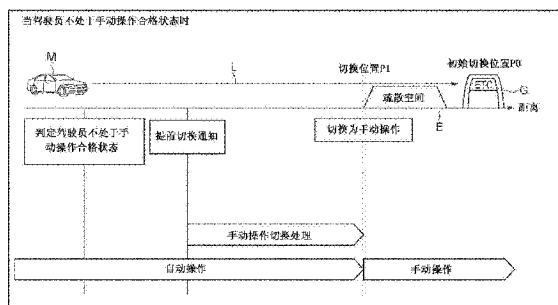 当驾驶员不处于手动操作合格状态时
M
L
切换位置P1
初始切换位置P0
ETC
G
疏散空间
距离
E
判定驾驶员不处于手
动操作合格状态
提前切换通知
切换为手动操作
手动操作切换处理
自动操作
手动操作